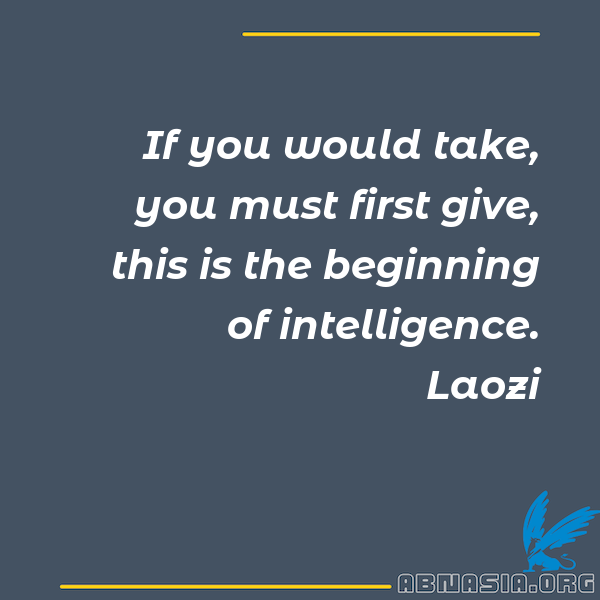 If you would take,
you must first give,
this is the beginning
of intelligence.
Laozi
ABNASIA.ORG